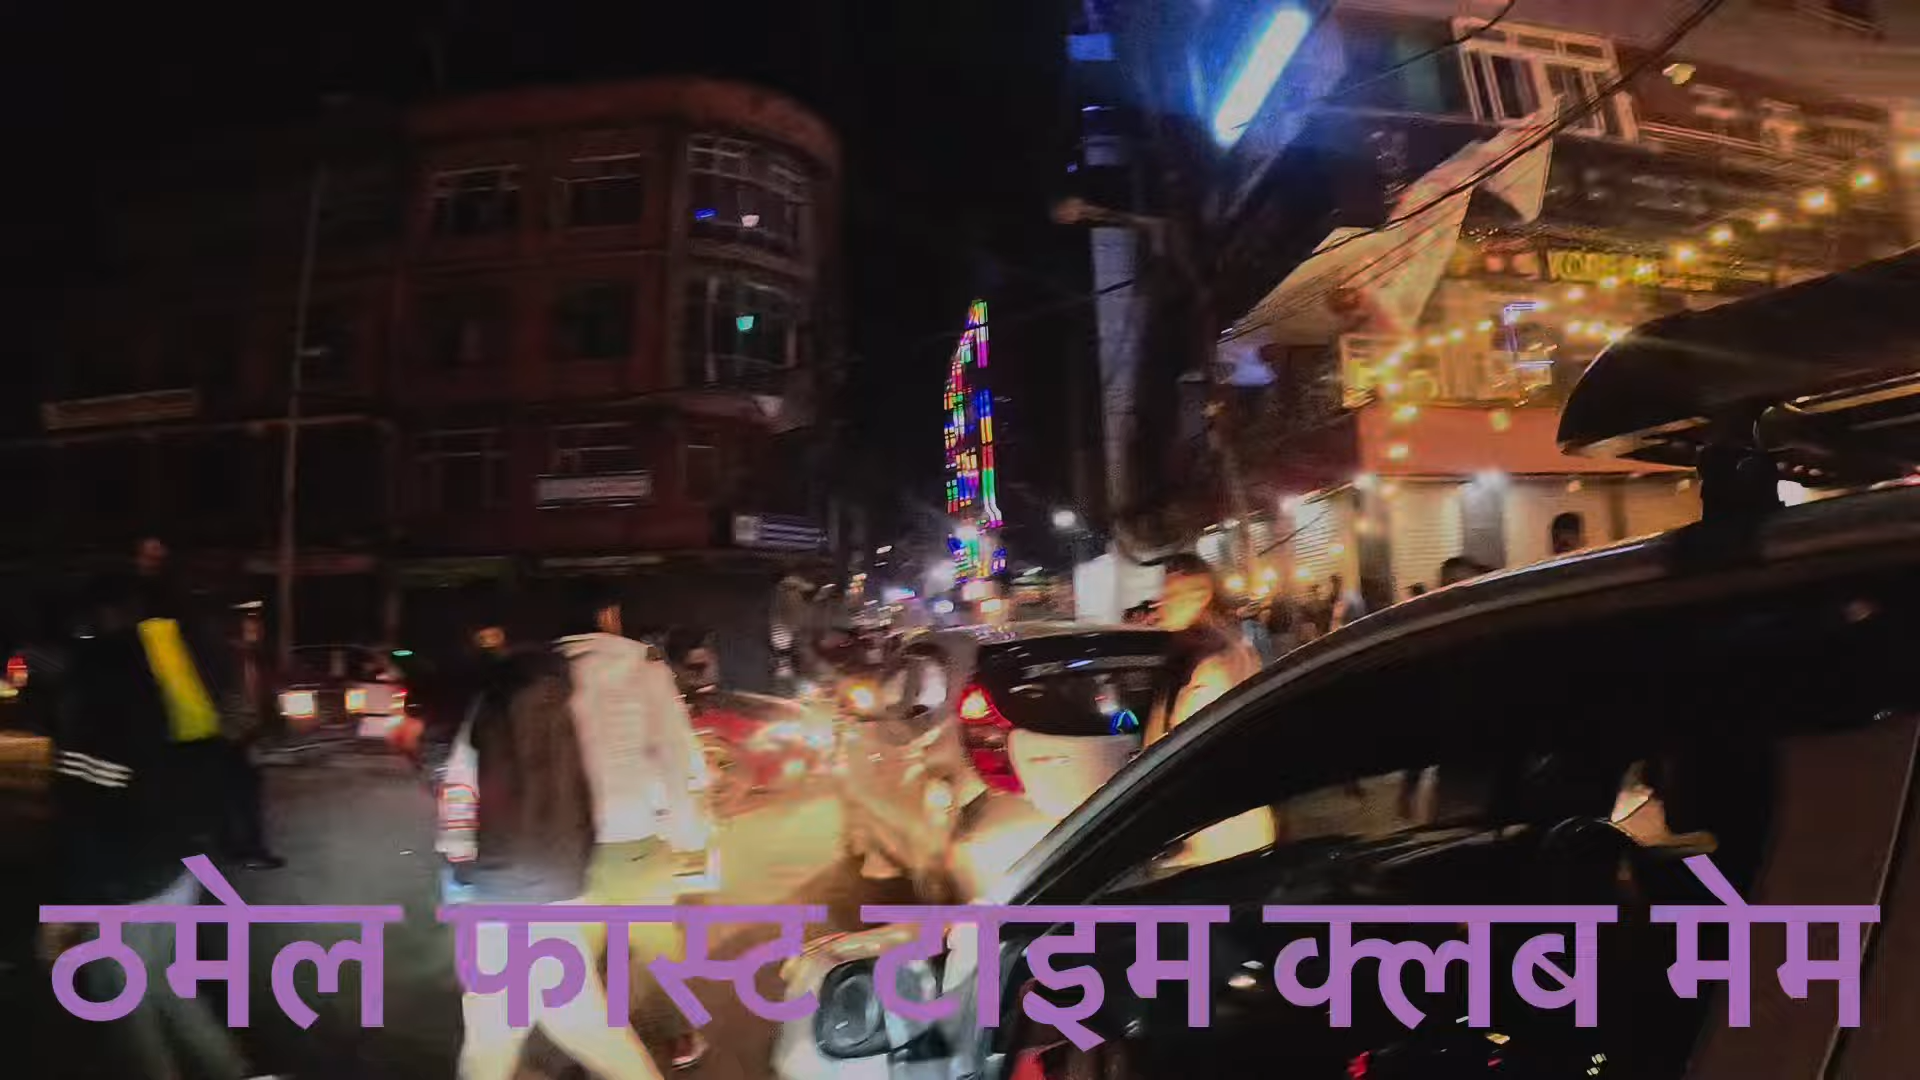 ठमेल फास्ट टाइम क्लब मेम